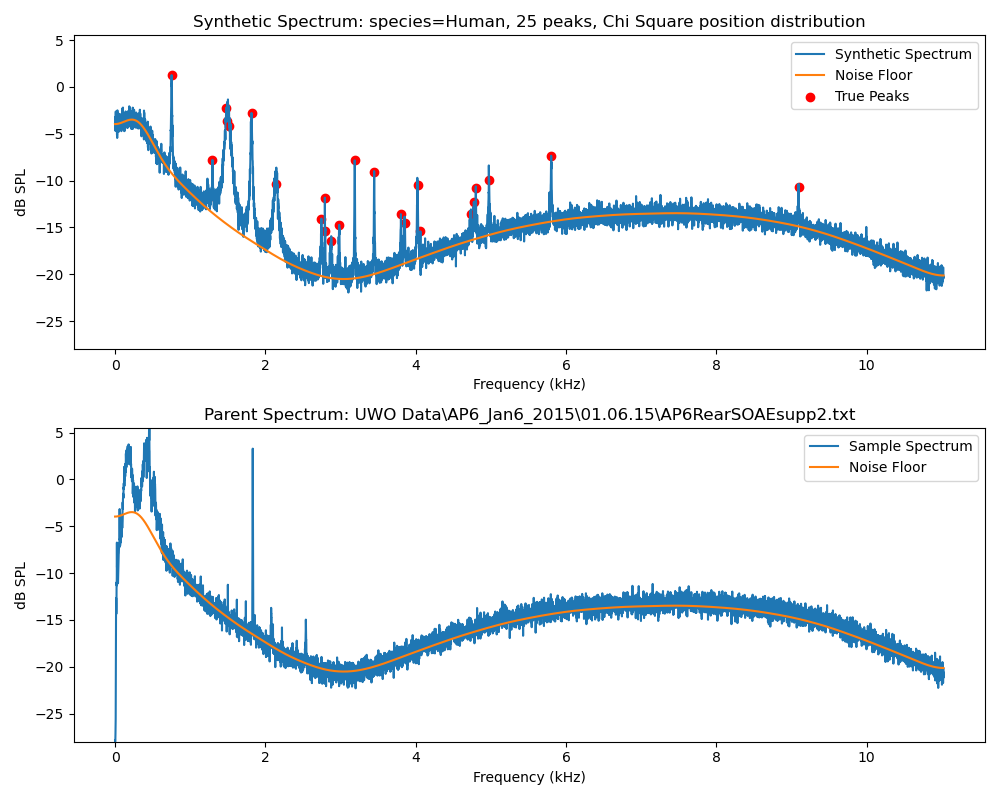 Synthetic Spectrum: species=Human, 25 peaks, Chi Square position distribution
5
0
−5
−10
−15
−20
−25
dB SPL
Synthetic Spectrum
Noise Floor
True Peaks
0 2 4 6 8 10
Frequency (kHz)
Parent Spectrum: UWO Data\AP6_Jan6_2015\01.06.15\AP6RearSOAEsupp2.txt
5
0
−5
−10
−15
−20
−25
dB SPL
Sample Spectrum
Noise Floor
0 2 4 6 8 10
Frequency (kHz)